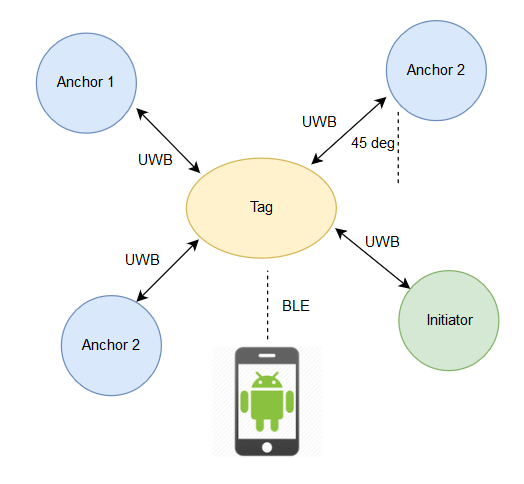 Anchor 1
Anchor 2
UWB
45 deg
UWB
Tag
UWB
UWB
BLE
Initiator
Anchor 2